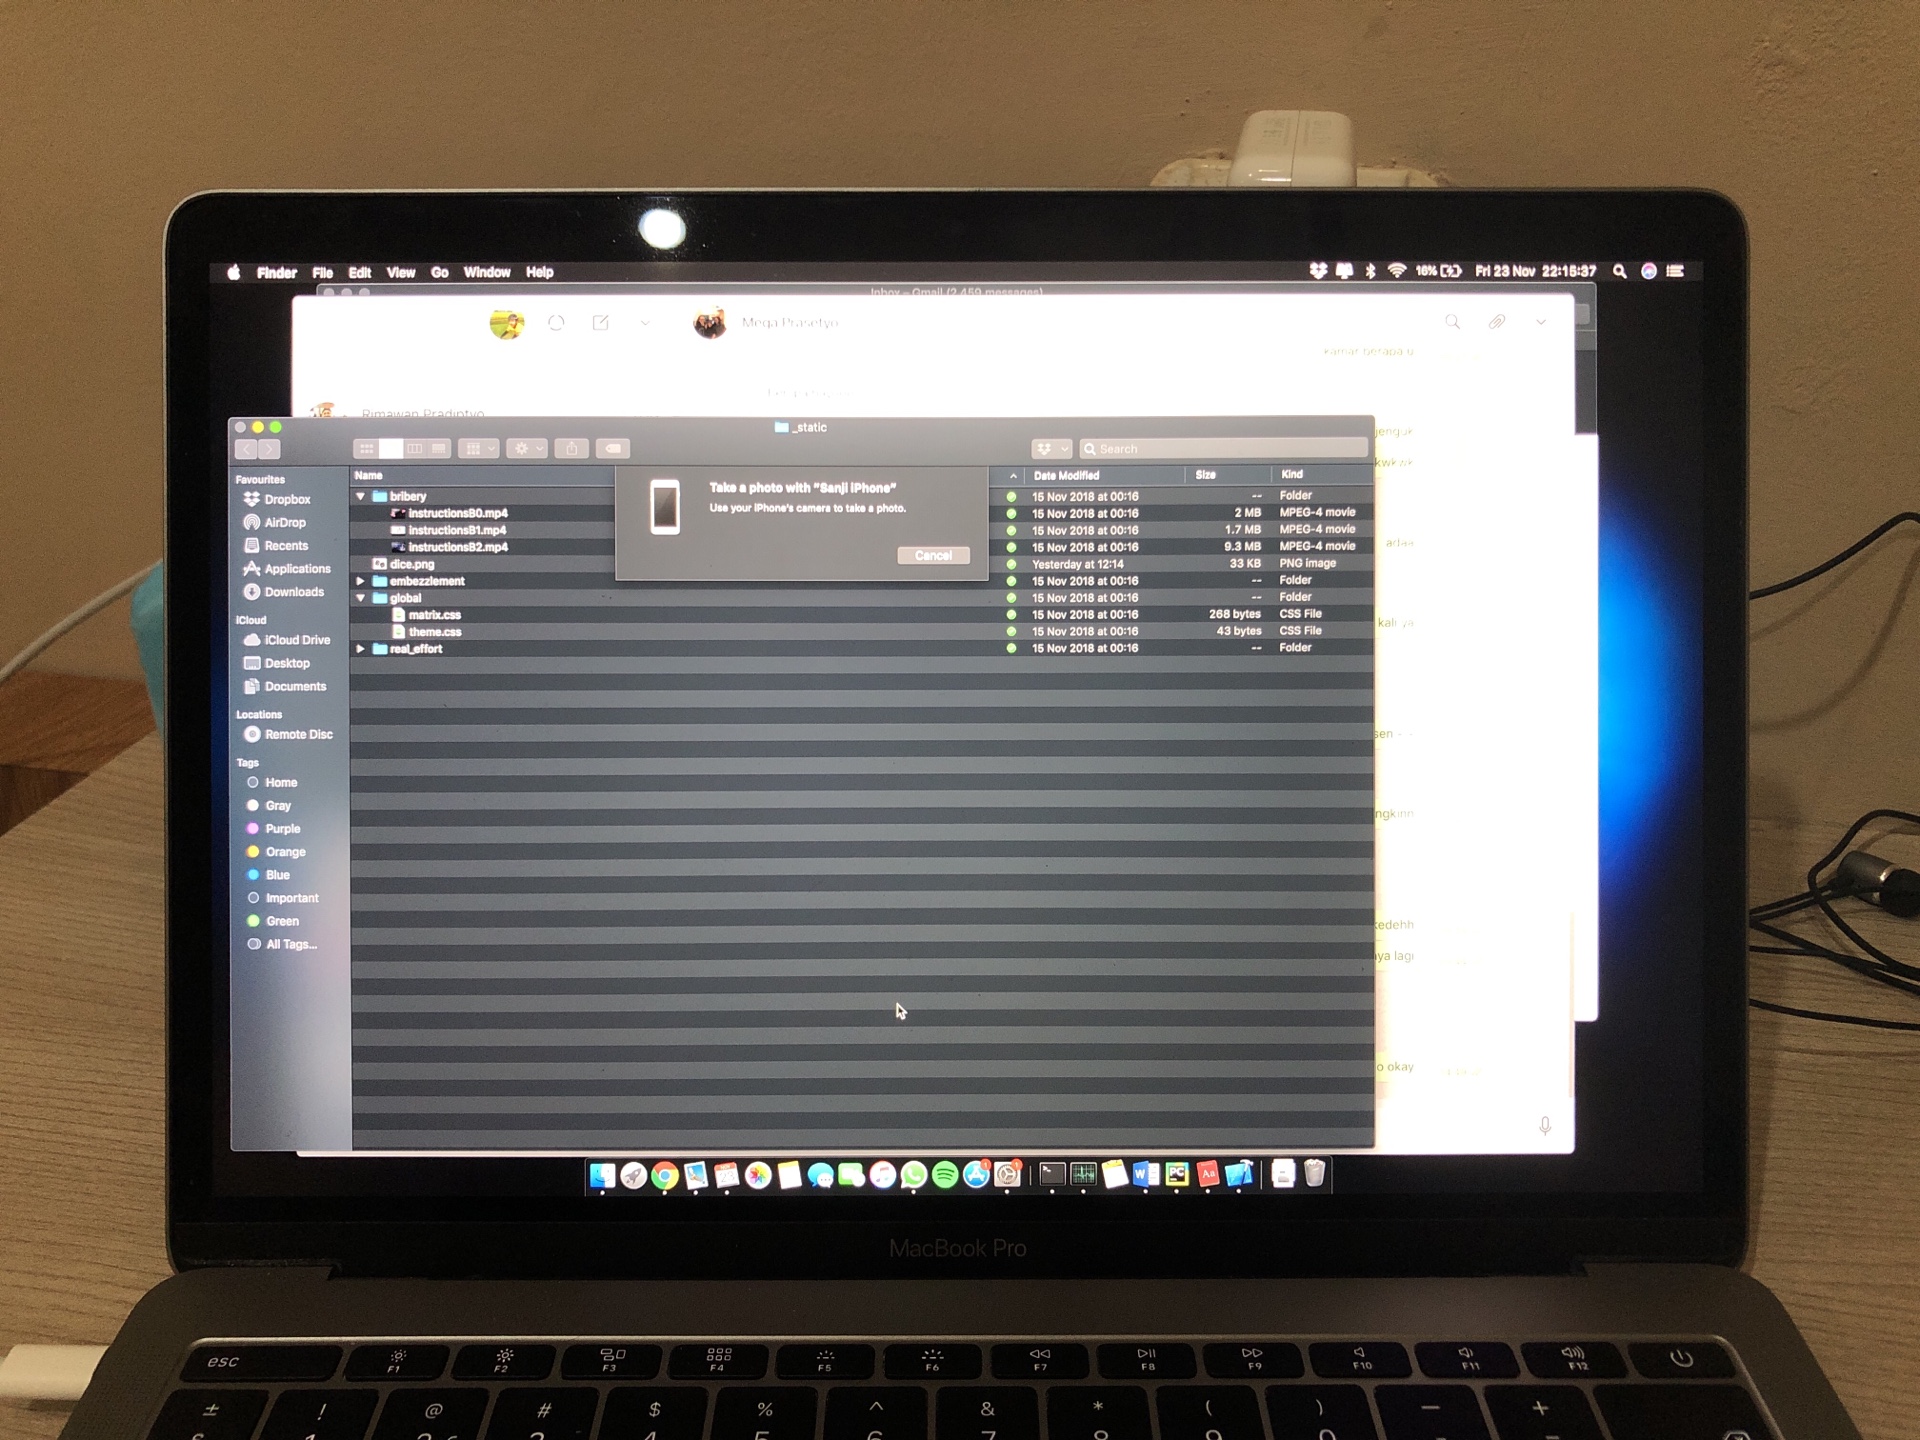 Finder File Edit View Go Window Help
16% Fri 23 Nov 22:15:37
Inbox – Gmail (2,459 messages)
Mega Prasetyo
kamar berapa
Rimawan Pradiptyo
_static
Search
jenguk
kwkwk
Favourites
Dropbox
AirDrop
Recents
Applications
Downloads
iCloud
iCloud Drive
Desktop
Documents
Locations
Remote Disc
Tags
Home
Gray
Purple
Orange
Blue
Important
Green
All Tags...
Name Date Modified Size Kind
bribery 15 Nov 2018 at 00:16 -- Folder
instructionsB0.mp4 15 Nov 2018 at 00:16 2 MB MPEG-4 movie
instructionsB1.mp4 15 Nov 2018 at 00:16 1.7 MB MPEG-4 movie
instructionsB2.mp4 15 Nov 2018 at 00:16 9.3 MB MPEG-4 movie
dice.png Yesterday at 12:14 33 KB PNG image
embezzlement 15 Nov 2018 at 00:16 -- Folder
global 15 Nov 2018 at 00:16 -- Folder
matrix.css 15 Nov 2018 at 00:16 268 bytes CSS File
theme.css 15 Nov 2018 at 00:16 43 bytes CSS File
real_effort 15 Nov 2018 at 00:16 -- Folder
Take a photo with "Sanji iPhone"
Use your iPhone's camera to take a photo.
Cancel
kali ya
sen
ngkinn
kedehh
ya lagi
o okay
PC
Aa
MacBook Pro
esc F1 F2 F3 F4 F5 F6 F7 F8 F9 F10 F11 F12
± ! @ # $ % ^ & * ( ) — +